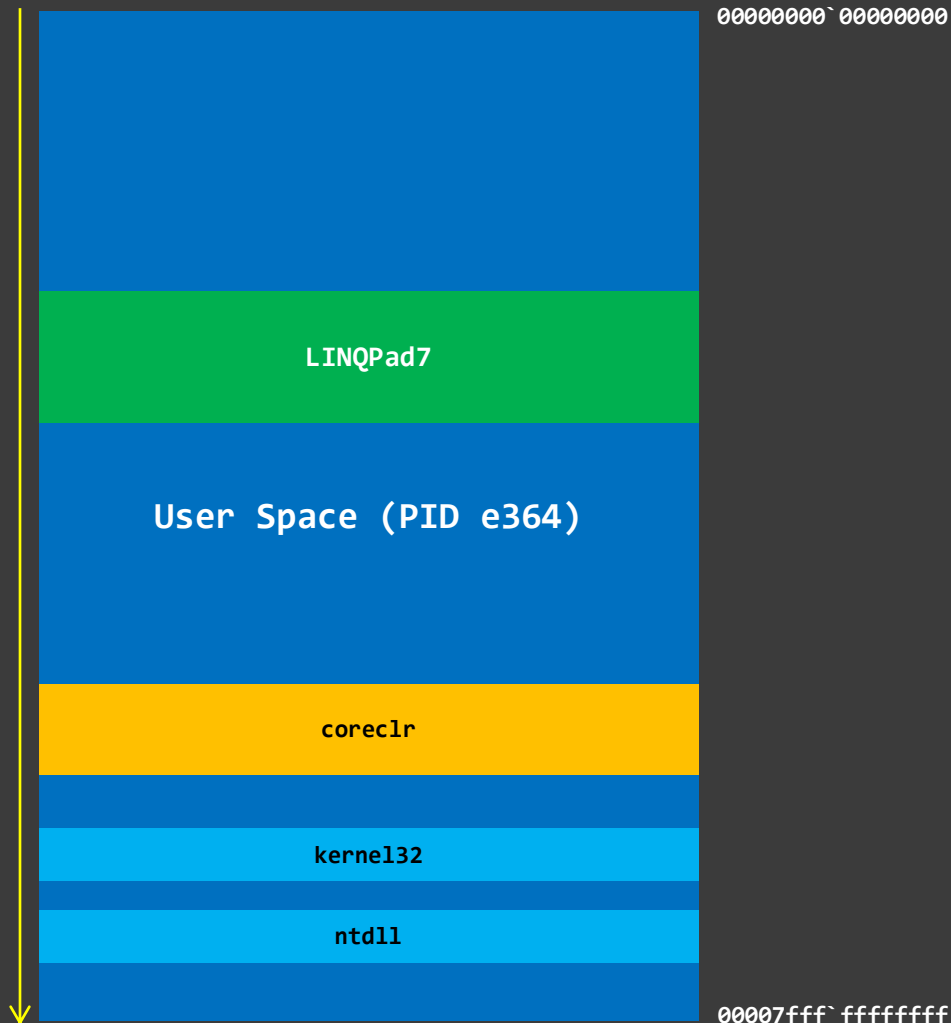 00000000`00000000
LINQPad7
User Space (PID e364)
coreclr
kernel32
ntdll
00007fff`ffffffff